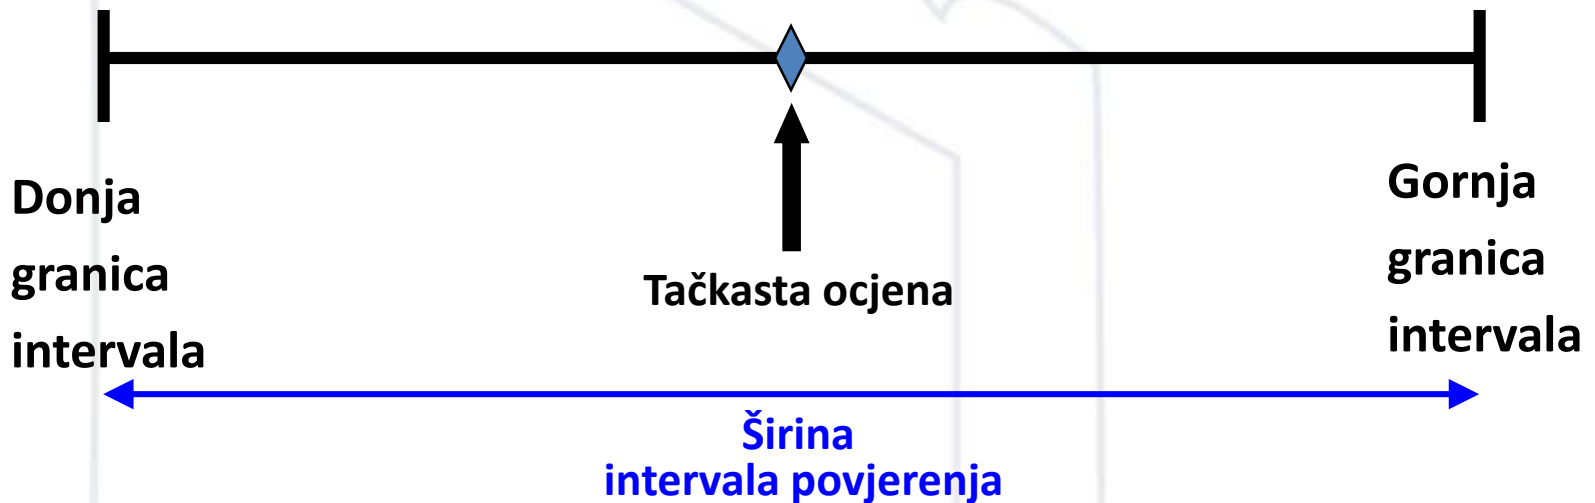 Donja
granica
intervala
Tačkasta ocjena
Gornja
granica
intervala
Širina
intervala povjerenja